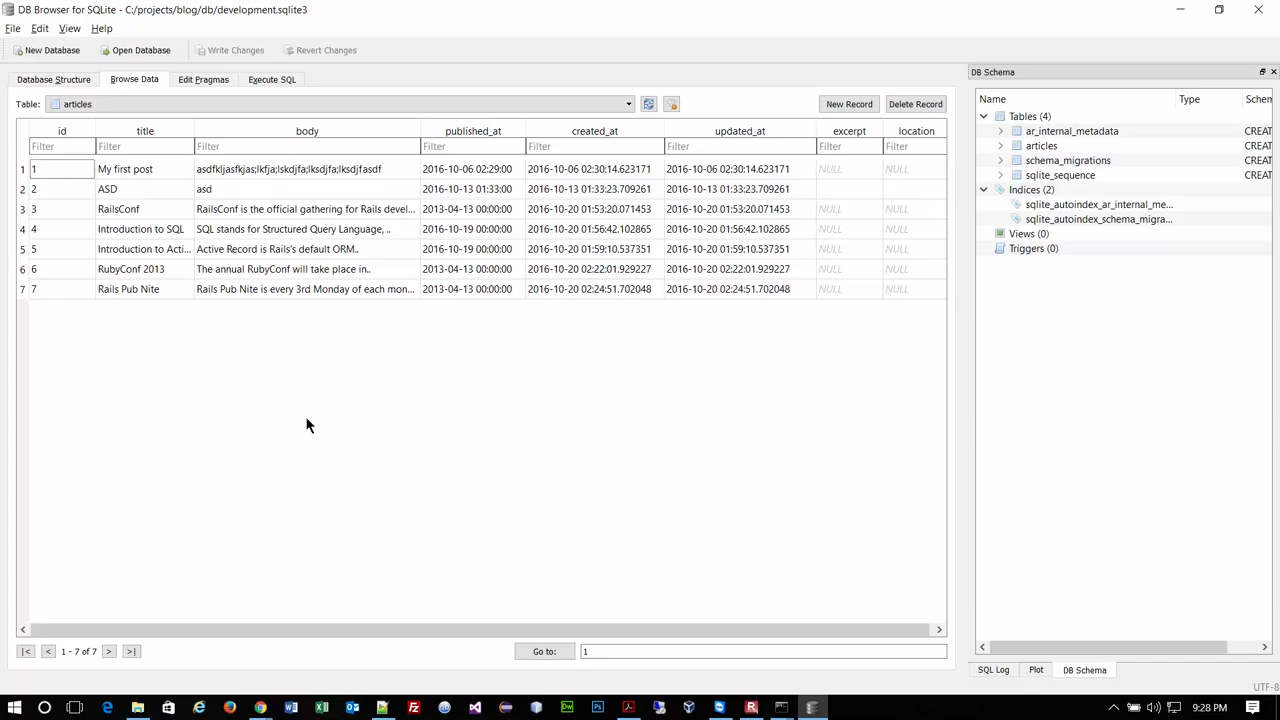 DB Browser for SQLite - C:/projects/blog/db/development.sqlite3
File Edit View Help
New Database Open Database Write Changes Revert Changes
Database Structure Browse Data Edit Pragmas Execute SQL
Table: articles New Record Delete Record
id title body published_at created_at updated_at excerpt location
Filter Filter Filter Filter Filter Filter Filter Filter
1 1 My first post asdfkljasfkjas;lkfja;lskdjfa;lksdjfa;lksdjfasdf 2016-10-06 02:29:00 2016-10-06 02:30:14.623171 2016-10-06 02:30:14.623171 NULL NULL
2 2 ASD asd 2016-10-13 01:33:00 2016-10-13 01:33:23.709261 2016-10-13 01:33:23.709261
3 3 RailsConf RailsConf is the official gathering for Rails devel... 2013-04-13 00:00:00 2016-10-20 01:53:20.071453 2016-10-20 01:53:20.071453 NULL NULL
4 4 Introduction to SQL SQL stands for Structured Query Language, .. 2016-10-19 00:00:00 2016-10-20 01:56:42.102865 2016-10-20 01:56:42.102865 NULL NULL
5 5 Introduction to Acti... Active Record is Rails's default ORM.. 2016-10-19 00:00:00 2016-10-20 01:59:10.537351 2016-10-20 01:59:10.537351 NULL NULL
6 6 RubyConf 2013 The annual RubyConf will take place in.. 2013-04-13 00:00:00 2016-10-20 02:22:01.929227 2016-10-20 02:22:01.929227 NULL NULL
7 7 Rails Pub Nite Rails Pub Nite is every 3rd Monday of each mon... 2013-04-13 00:00:00 2016-10-20 02:24:51.702048 2016-10-20 02:24:51.702048 NULL NULL
|< < 1 - 7 of 7 > >| Go to: 1
DB Schema
Name Type Schem
Tables (4)
ar_internal_metadata CREAT
articles CREAT
schema_migrations CREAT
sqlite_sequence CREAT
Indices (2)
sqlite_autoindex_ar_internal_me...
sqlite_autoindex_schema_migra...
Views (0)
Triggers (0)
SQL Log Plot DB Schema
UTF-8
9:28 PM